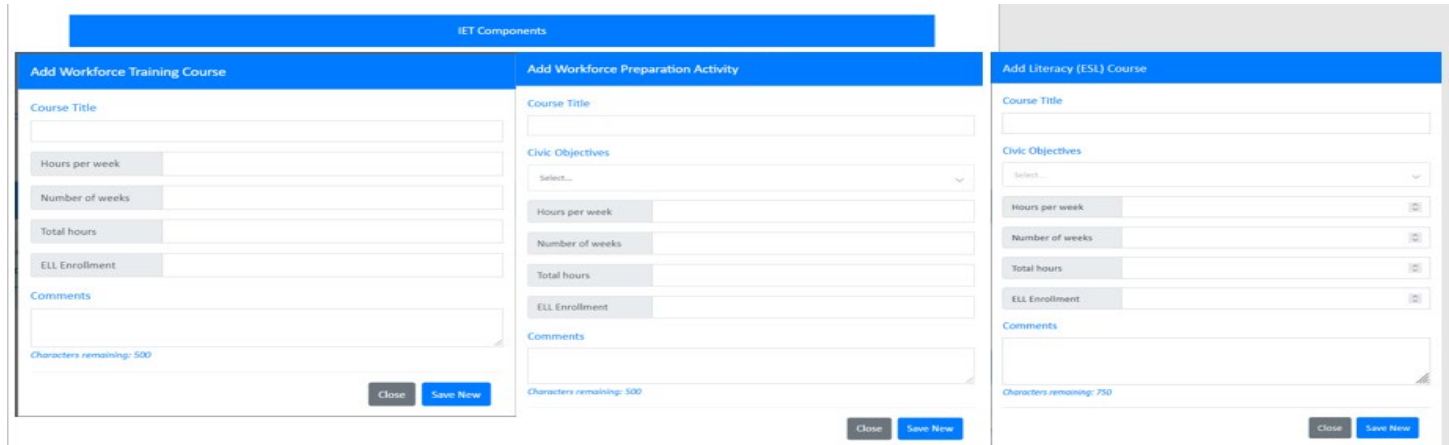 IET Components
Add Workforce Training Course
Course Title
Hours per week
Number of weeks
Total hours
ELL Enrollment
Comments
Characters remaining: 500
Close
Save New
Add Workforce Preparation Activity
Course Title
Civic Objectives
Select...
Hours per week
Number of weeks
Total hours
ELL Enrollment
Comments
Characters remaining: 500
Close
Save New
Add Literacy (ESL) Course
Course Title
Civic Objectives
Select...
Hours per week
Number of weeks
Total hours
ELL Enrollment
Comments
Characters remaining: 750
Close
Save New